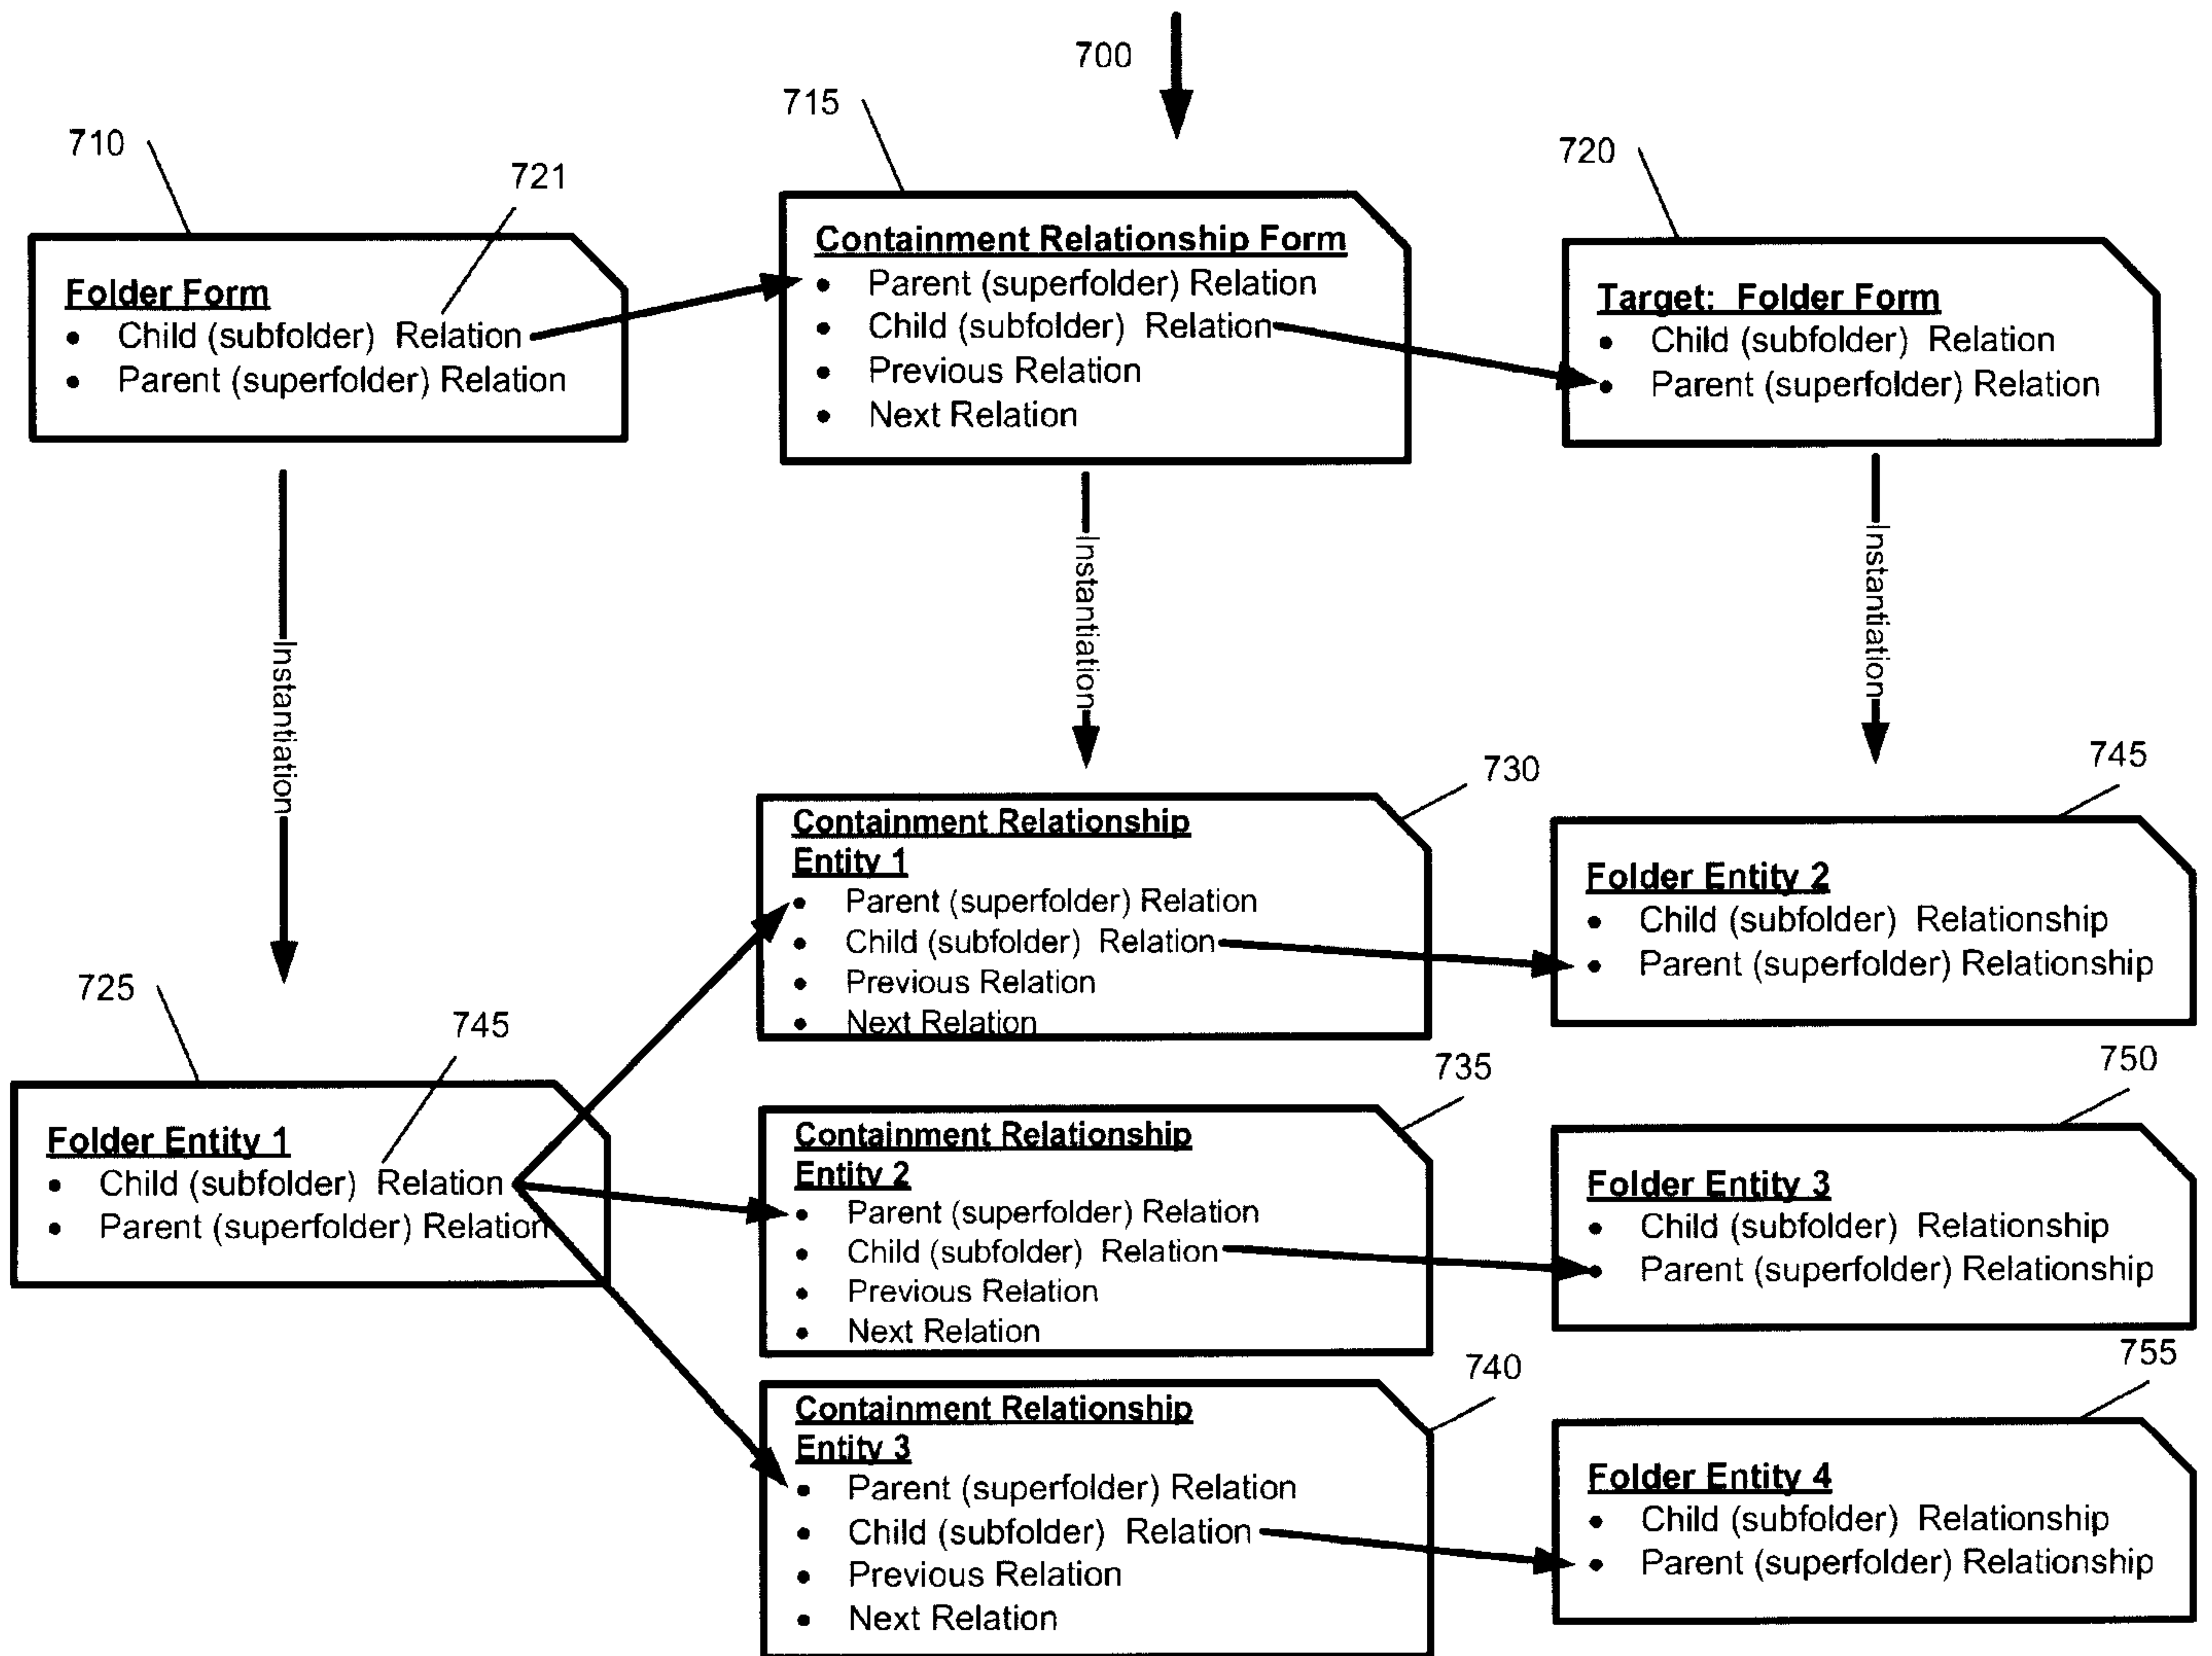 700
715
710
721
720
Folder Form
• Child (subfolder) Relation
• Parent (superfolder) Relation
Containment Relationship Form
• Parent (superfolder) Relation
• Child (subfolder) Relation
• Previous Relation
• Next Relation
Target: Folder Form
• Child (subfolder) Relation
• Parent (superfolder) Relation
Instantiation
Instantiation
Instantiation
725
745
Folder Entity 1
• Child (subfolder) Relation
• Parent (superfolder) Relation
730
Containment Relationship
Entity 1
• Parent (superfolder) Relation
• Child (subfolder) Relation
• Previous Relation
• Next Relation
745
Folder Entity 2
• Child (subfolder) Relationship
• Parent (superfolder) Relationship
735
Containment Relationship
Entity 2
• Parent (superfolder) Relation
• Child (subfolder) Relation
• Previous Relation
• Next Relation
750
Folder Entity 3
• Child (subfolder) Relationship
• Parent (superfolder) Relationship
740
Containment Relationship
Entity 3
• Parent (superfolder) Relation
• Child (subfolder) Relation
• Previous Relation
• Next Relation
755
Folder Entity 4
• Child (subfolder) Relationship
• Parent (superfolder) Relationship